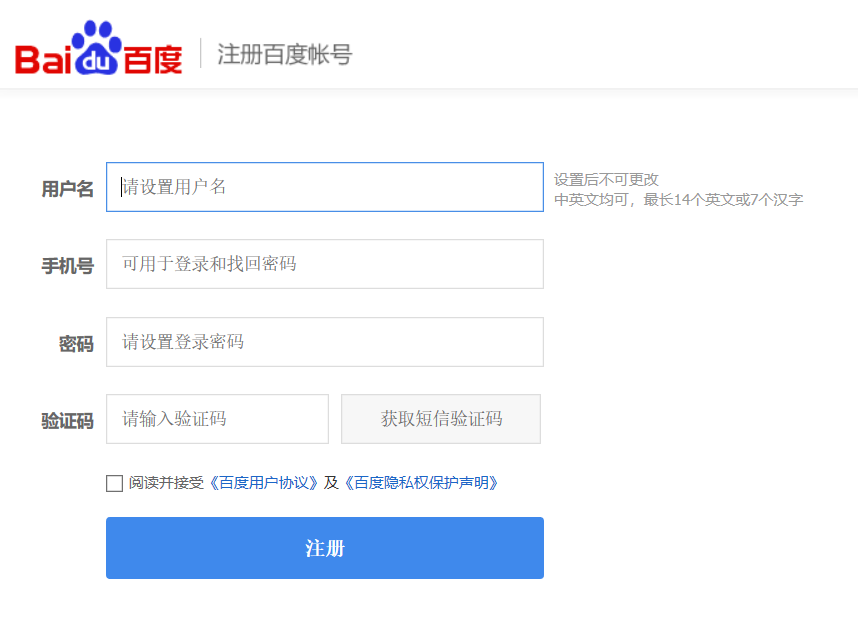 Baidu百度 注册百度帐号
用户名 请设置用户名 设置后不可更改
中英文均可，最长14个英文或7个汉字
手机号 可用于登录和找回密码
密码 请设置登录密码
验证码 请输入验证码 获取短信验证码
阅读并接受《百度用户协议》及《百度隐私权保护声明》
注册